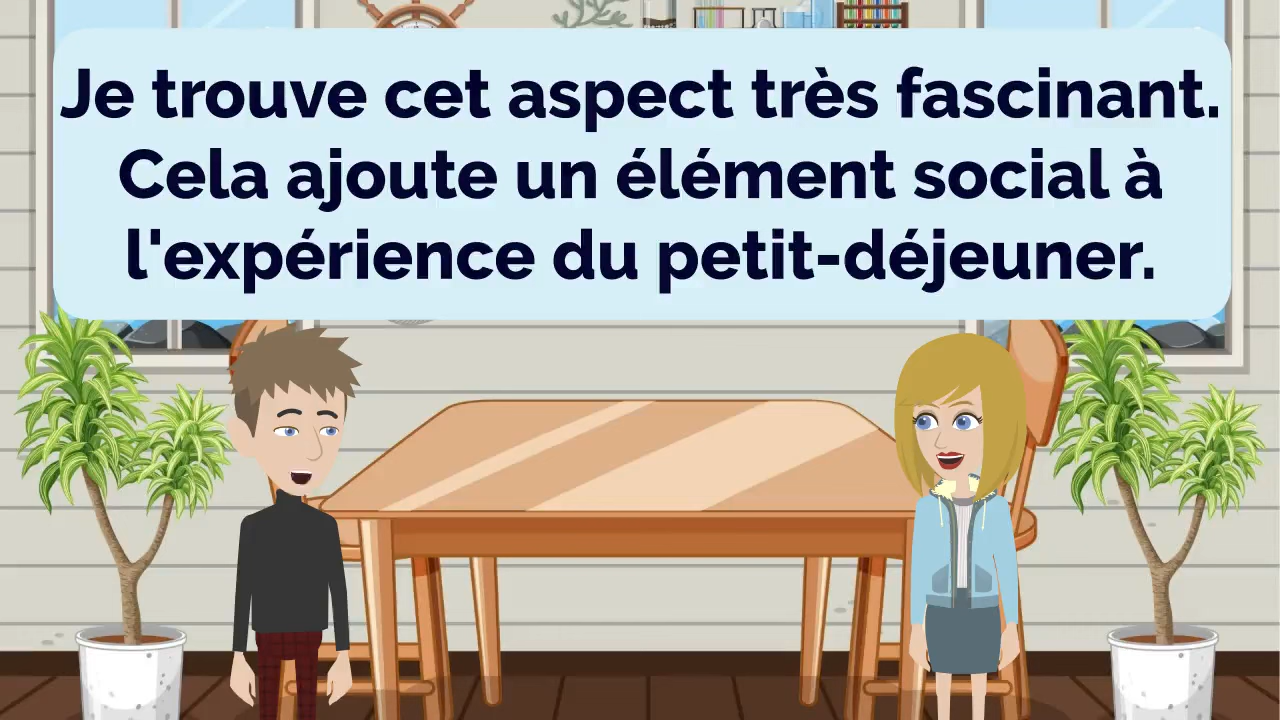 Je trouve cet aspect très fascinant.
Cela ajoute un élément social à
l'expérience du petit-déjeuner.